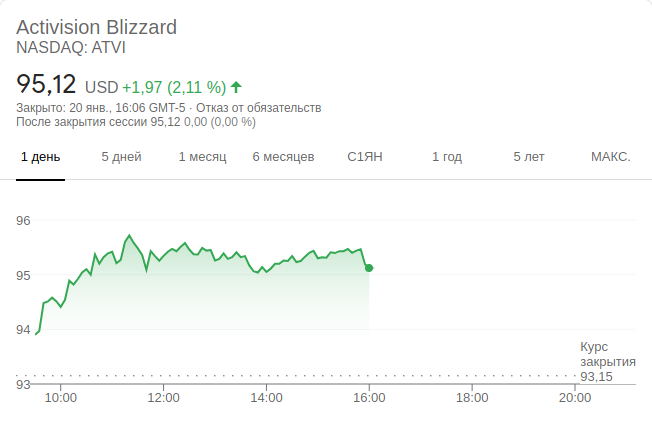 Activision Blizzard
NASDAQ: ATVI
95,12 USD +1,97 (2,11 %)
Закрыто: 20 янв., 16:06 GMT-5 · Отказ от обязательств
После закрытия сессии 95,12 0,00 (0,00 %)
1 день 5 дней 1 месяц 6 месяцев С1ЯН 1 год 5 лет МАКС.
96
95
94
Курс
закрытия
93,15
93
10:00 12:00 14:00 16:00 18:00 20:00